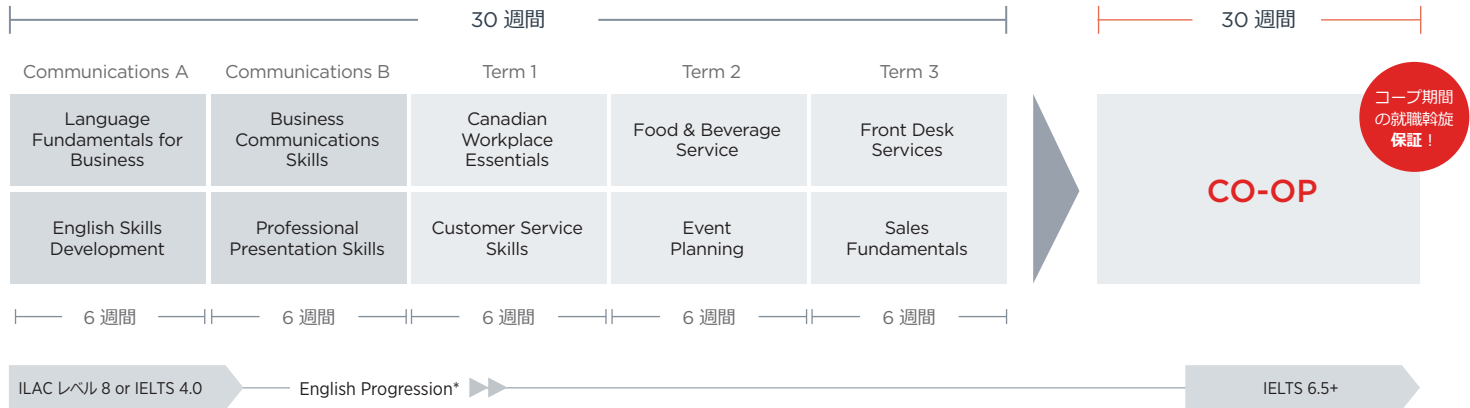 30 週間
30 週間
Communications A
Communications B
Term 1
Term 2
Term 3
Language
Fundamentals for
Business
Business
Communications
Skills
Canadian
Workplace
Essentials
Food & Beverage
Service
Front Desk
Services
コープ期間
の就職斡旋
保証！
CO-OP
English Skills
Development
Professional
Presentation Skills
Customer Service
Skills
Event
Planning
Sales
Fundamentals
6 週間
6 週間
6 週間
6 週間
6 週間
ILAC レベル 8 or IELTS 4.0
English Progression*
IELTS 6.5+